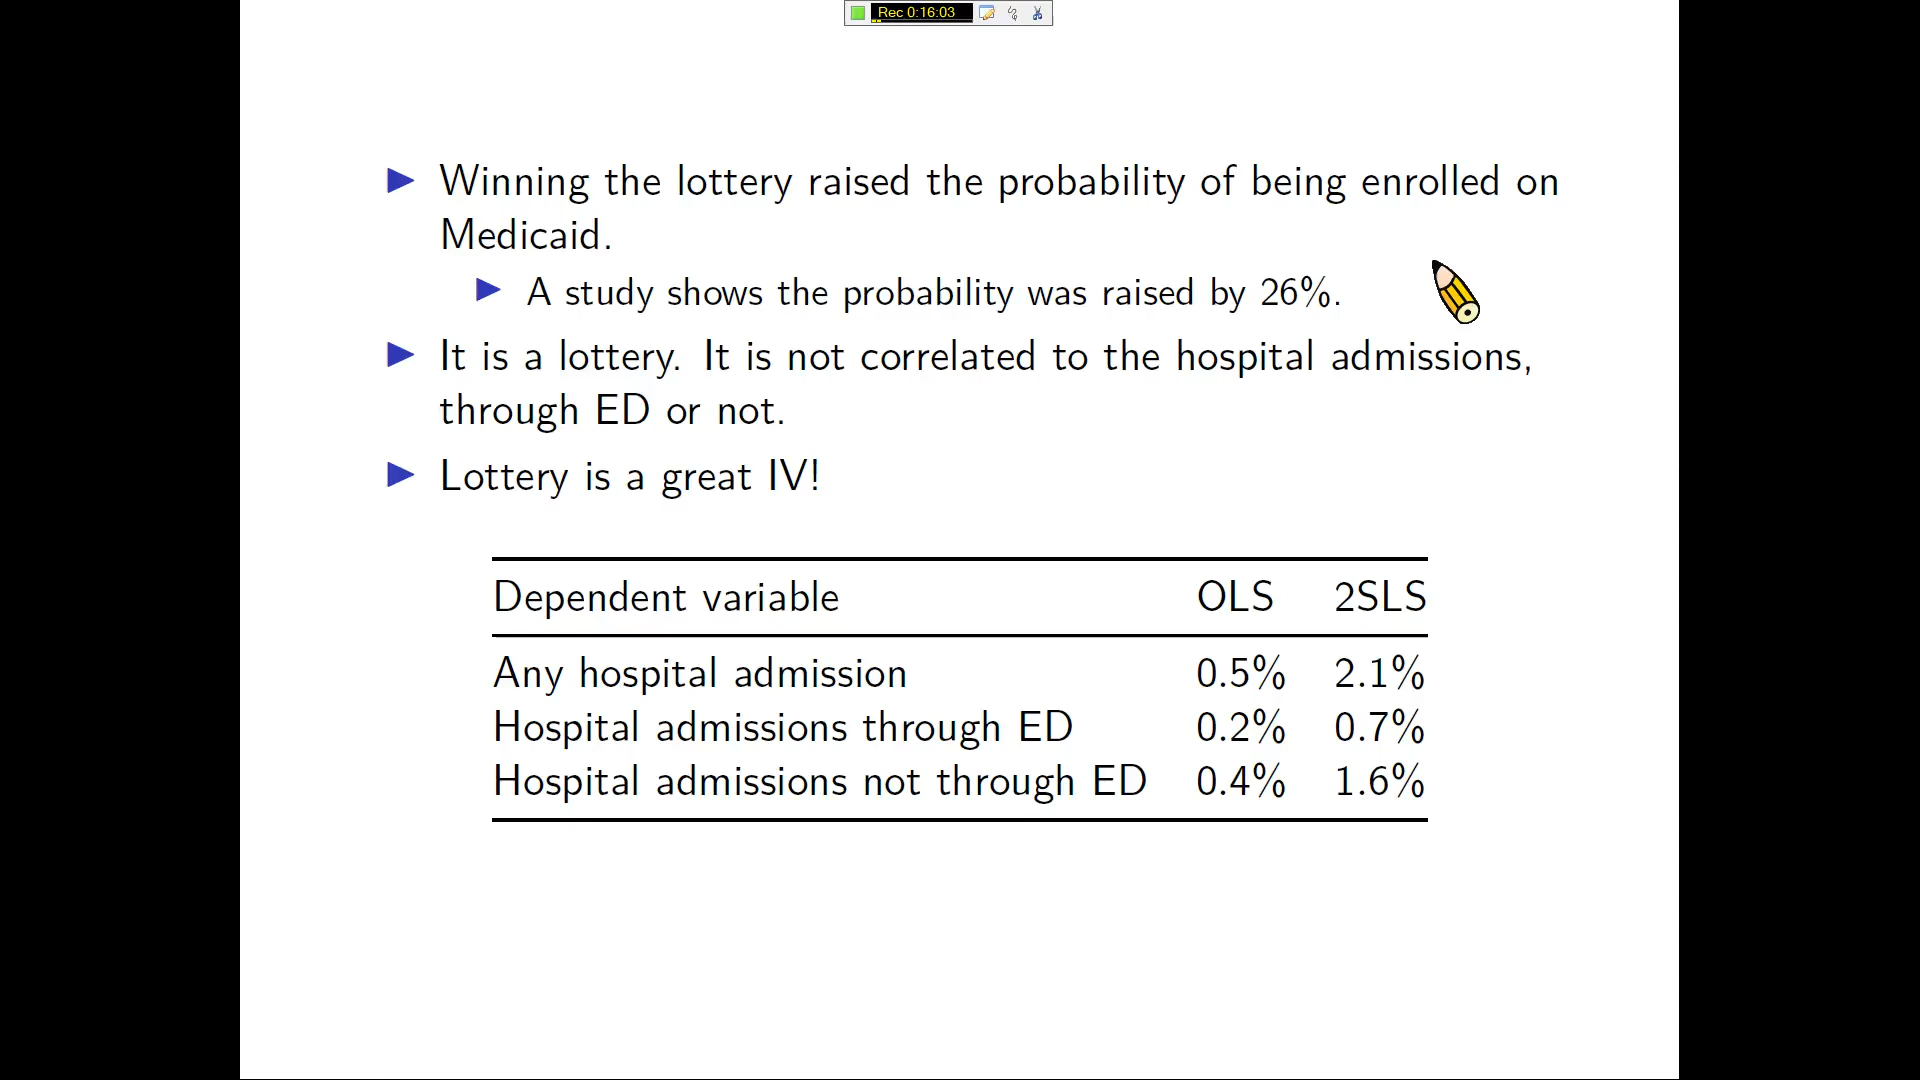 Rec 0:16:03
Winning the lottery raised the probability of being enrolled on
Medicaid.
A study shows the probability was raised by 26%.
It is a lottery. It is not correlated to the hospital admissions,
through ED or not.
Lottery is a great IV!
Dependent variable OLS 2SLS
Any hospital admission 0.5% 2.1%
Hospital admissions through ED 0.2% 0.7%
Hospital admissions not through ED 0.4% 1.6%